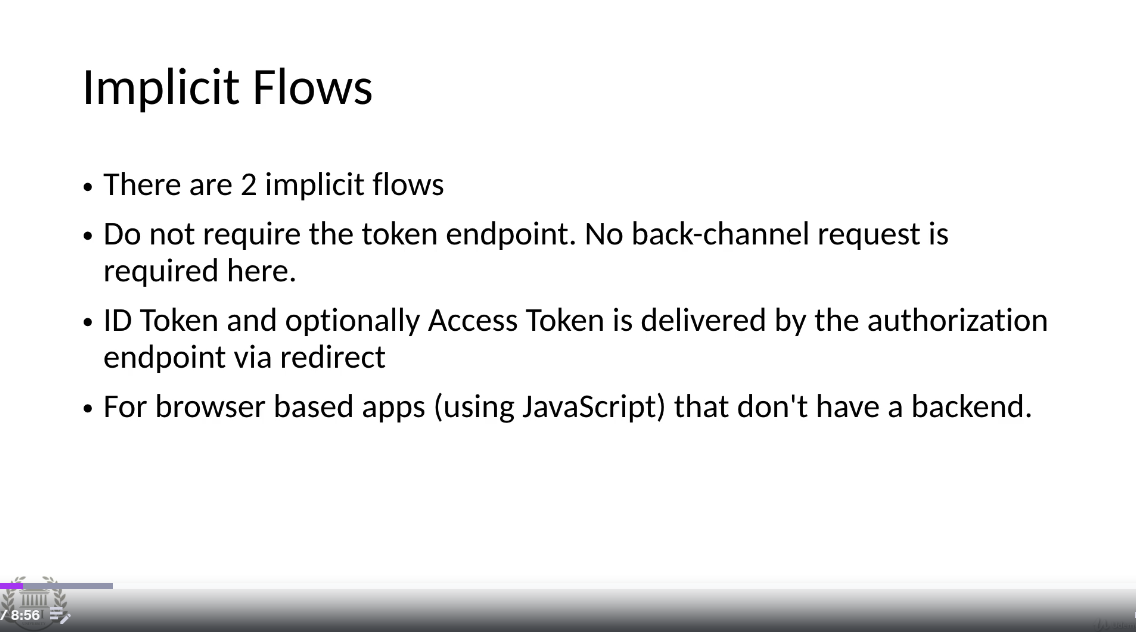 Implicit Flows
• There are 2 implicit flows
• Do not require the token endpoint. No back-channel request is
required here.
• ID Token and optionally Access Token is delivered by the authorization
endpoint via redirect
• For browser based apps (using JavaScript) that don't have a backend.
/ 8:56